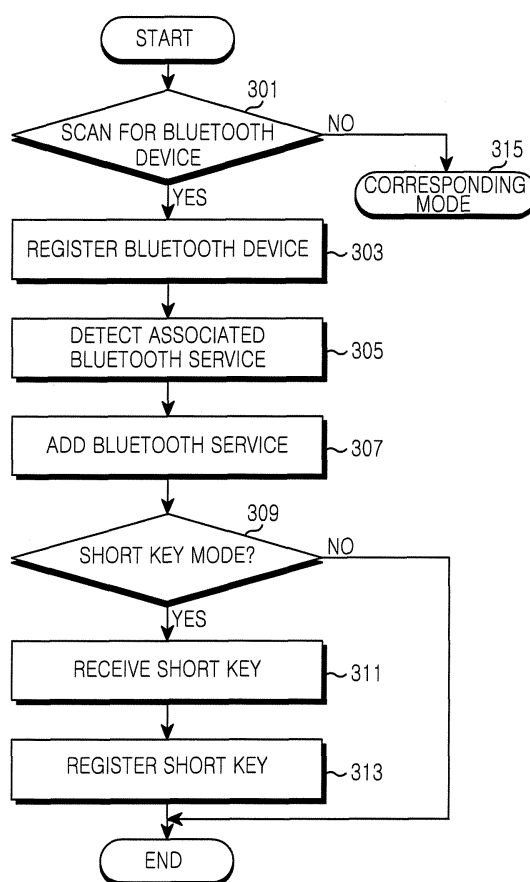 START
301
SCAN FOR BLUETOOTH
DEVICE
NO
315
CORRESPONDING
MODE
YES
REGISTER BLUETOOTH DEVICE
303
DETECT ASSOCIATED
BLUETOOTH SERVICE
305
ADD BLUETOOTH SERVICE
307
309
SHORT KEY MODE?
NO
YES
RECEIVE SHORT KEY
311
REGISTER SHORT KEY
313
END